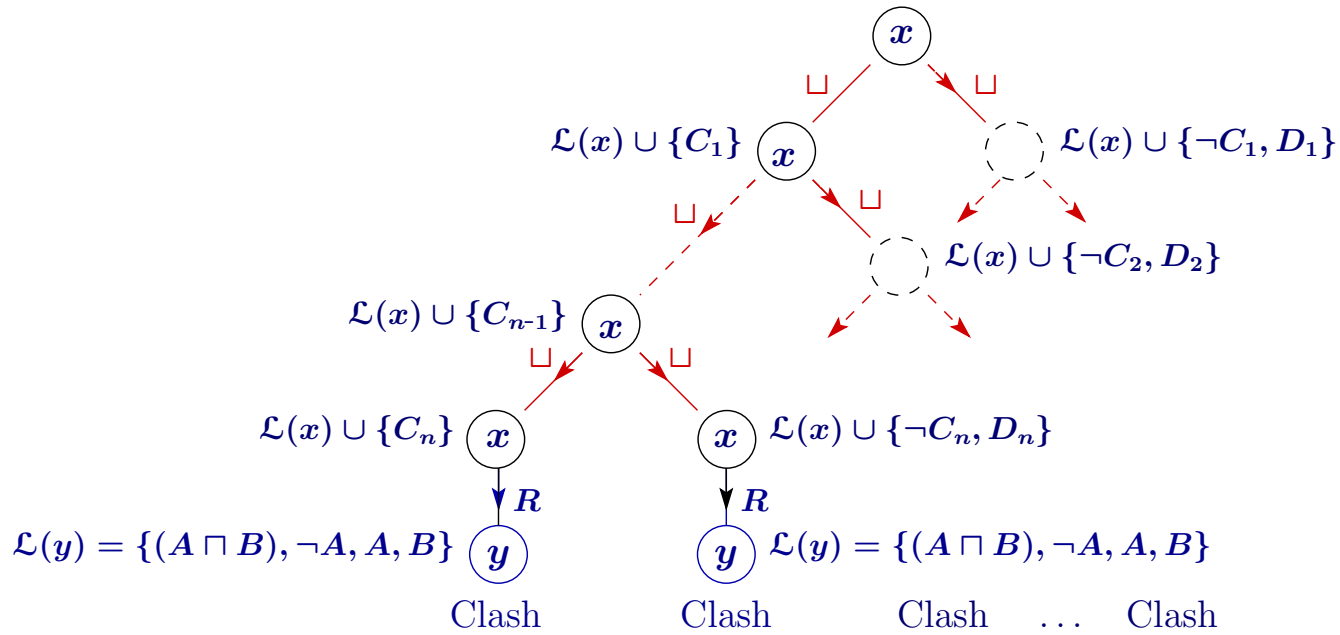 x
⊔ ⊔
ℒ(x) ∪ {C₁} x ℒ(x) ∪ {¬C₁, D₁}
⊔ ⊔
ℒ(x) ∪ {¬C₂, D₂}
ℒ(x) ∪ {Cₙ₋₁} x
⊔ ⊔
ℒ(x) ∪ {Cₙ} x x ℒ(x) ∪ {¬Cₙ, Dₙ}
R R
ℒ(y) = {(A ⊓ B), ¬A, A, B} y y ℒ(y) = {(A ⊓ B), ¬A, A, B}
Clash Clash Clash ... Clash